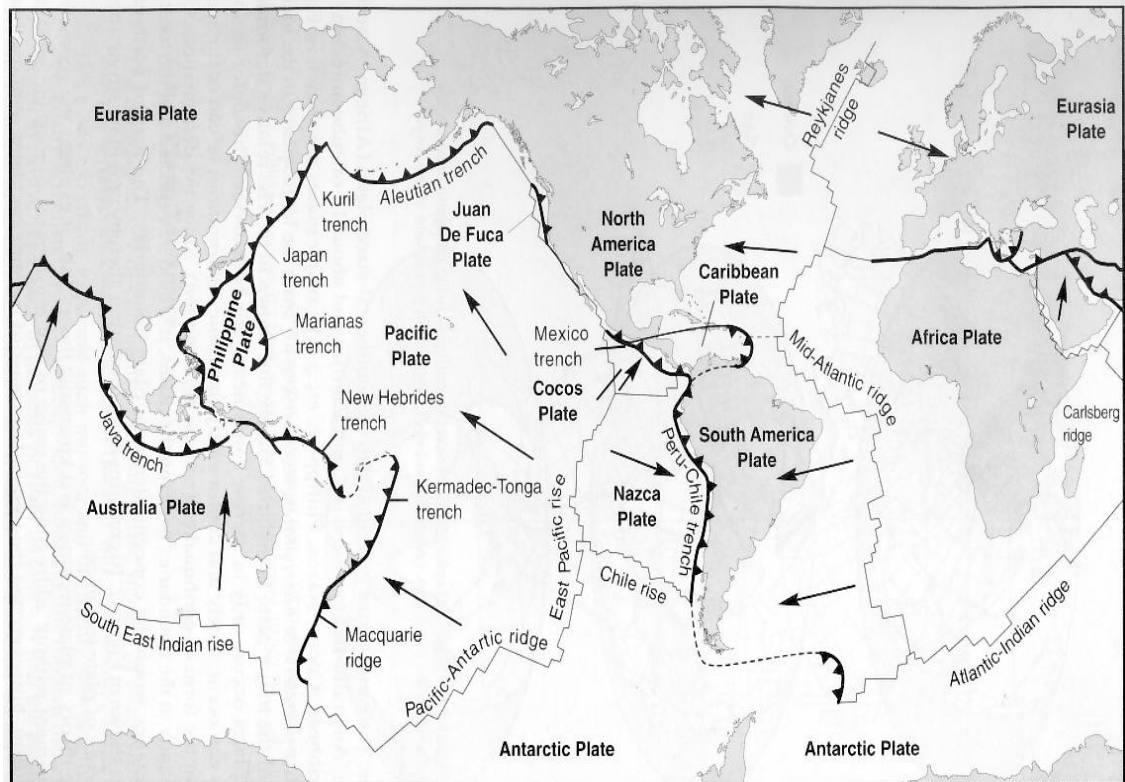 Eurasia Plate
Reykjanes
ridge
Eurasia
Plate
Kuril
trench
Aleutian trench
Juan
De Fuca
Plate
North
America
Plate
Japan
trench
Caribbean
Plate
Philippine
Plate
Marianas
trench
Pacific
Plate
Mexico
trench
Mid-Atlantic ridge
Africa Plate
Cocos
Plate
New Hebrides
trench
Carlsberg
ridge
Java trench
South America
Plate
Peru-Chile trench
Australia Plate
Kermadec-Tonga
trench
Nazca
Plate
East Pacific rise
Chile rise
South East Indian rise
Macquarie
ridge
Pacific-Antartic ridge
Atlantic-Indian ridge
Antarctic Plate
Antarctic Plate